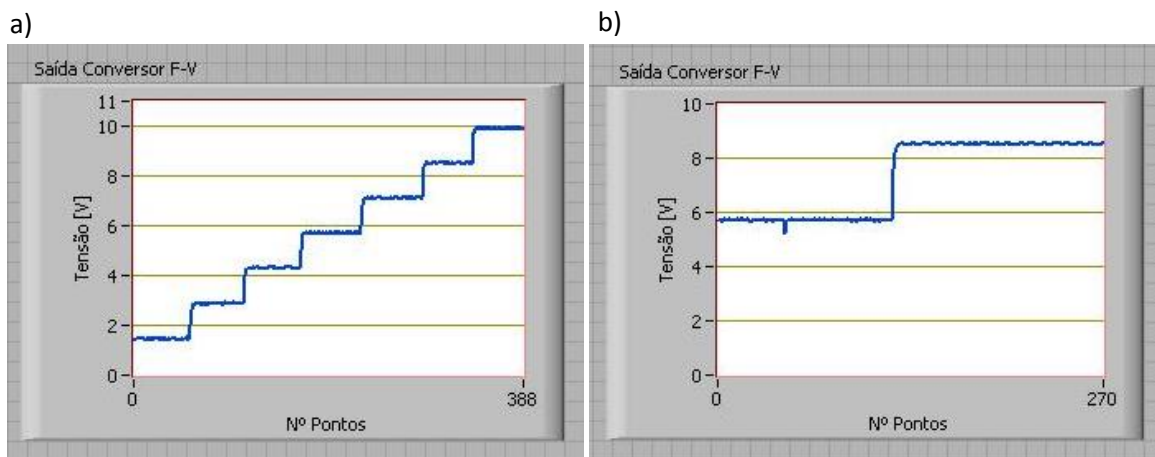 a)
Saída Conversor F-V
11
10
8
6
4
2
0
Tensão [V]
0
388
Nº Pontos
b)
Saída Conversor F-V
10
8
6
4
2
0
Tensão [V]
0
270
Nº Pontos